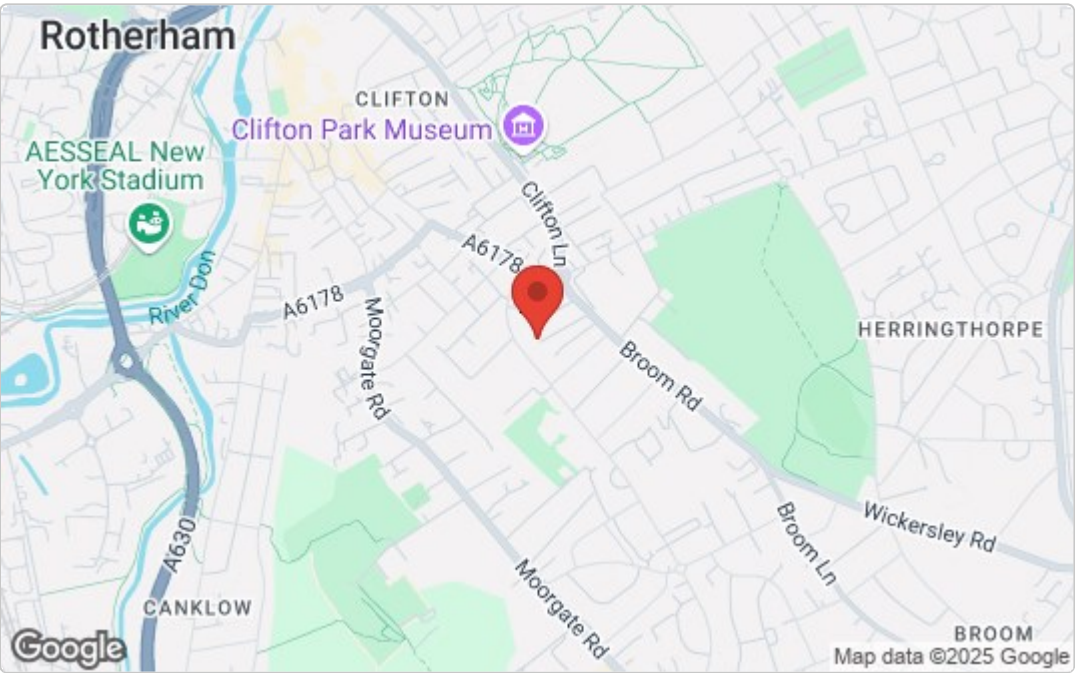 Rotherham
CLIFTON
Clifton Park Museum
AESSEAL New
York Stadium
Clifton Ln
A6178
River Don
A6178
Moorgate Rd
HERRINGTHORPE
Broom Rd
Wickersley Rd
Broom Ln
A630
Moorgate Rd
CANKLOW
BROOM
Google
Map data ©2025 Google